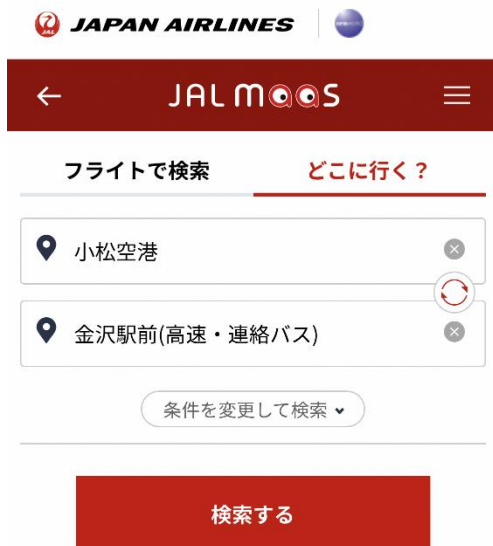 JAPAN AIRLINES
JAL MaaS
フライトで検索
どこに行く?
小松空港
金沢駅前(高速・連絡バス)
条件を変更して検索
検索する